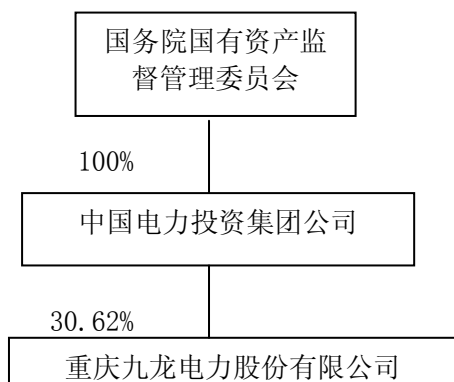 国务院国有资产监
督管理委员会
100%
中国电力投资集团公司
30.62%
重庆九龙电力股份有限公司